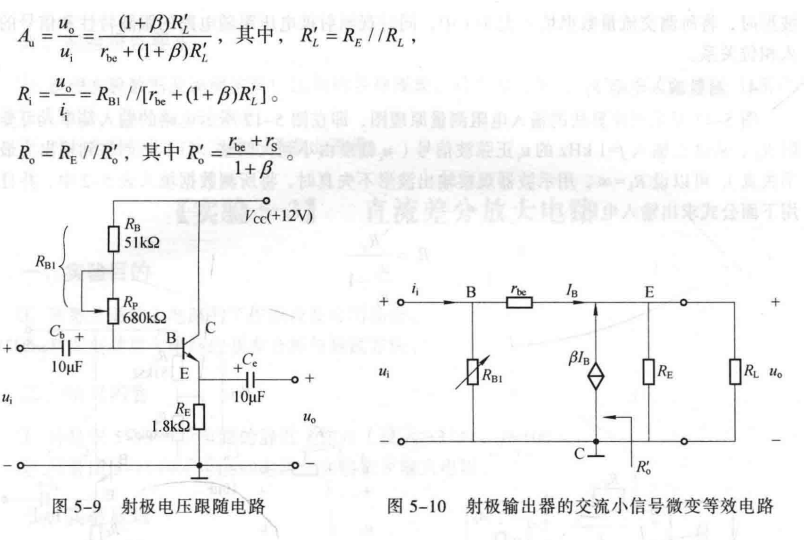 A_u = u_o / u_i = (1+β)R'_L / (r_be + (1+β)R'_L)，其中，R'_L = R_E // R_L，
R_i = u_o / i_i = R_B1 // [r_be + (1+β)R'_L]。
R_o = R_E // R'_o，其中 R'_o = (r_be + r_S) / (1+β)。
V_CC(+12V)
R_B
51kΩ
R_B1
R_P
680kΩ
C
C_b +
B
10μF
E
C_e
+
10μF
+
+
u_i
R_E
1.8kΩ
u_o
−
−
图 5-9 射极电压跟随电路
+
i_i
B
r_be
I_B
E
+
u_i
R_B1
βI_B
R_E
R_L
u_o
−
C
R'_o
−
图 5-10 射极输出器的交流小信号微变等效电路